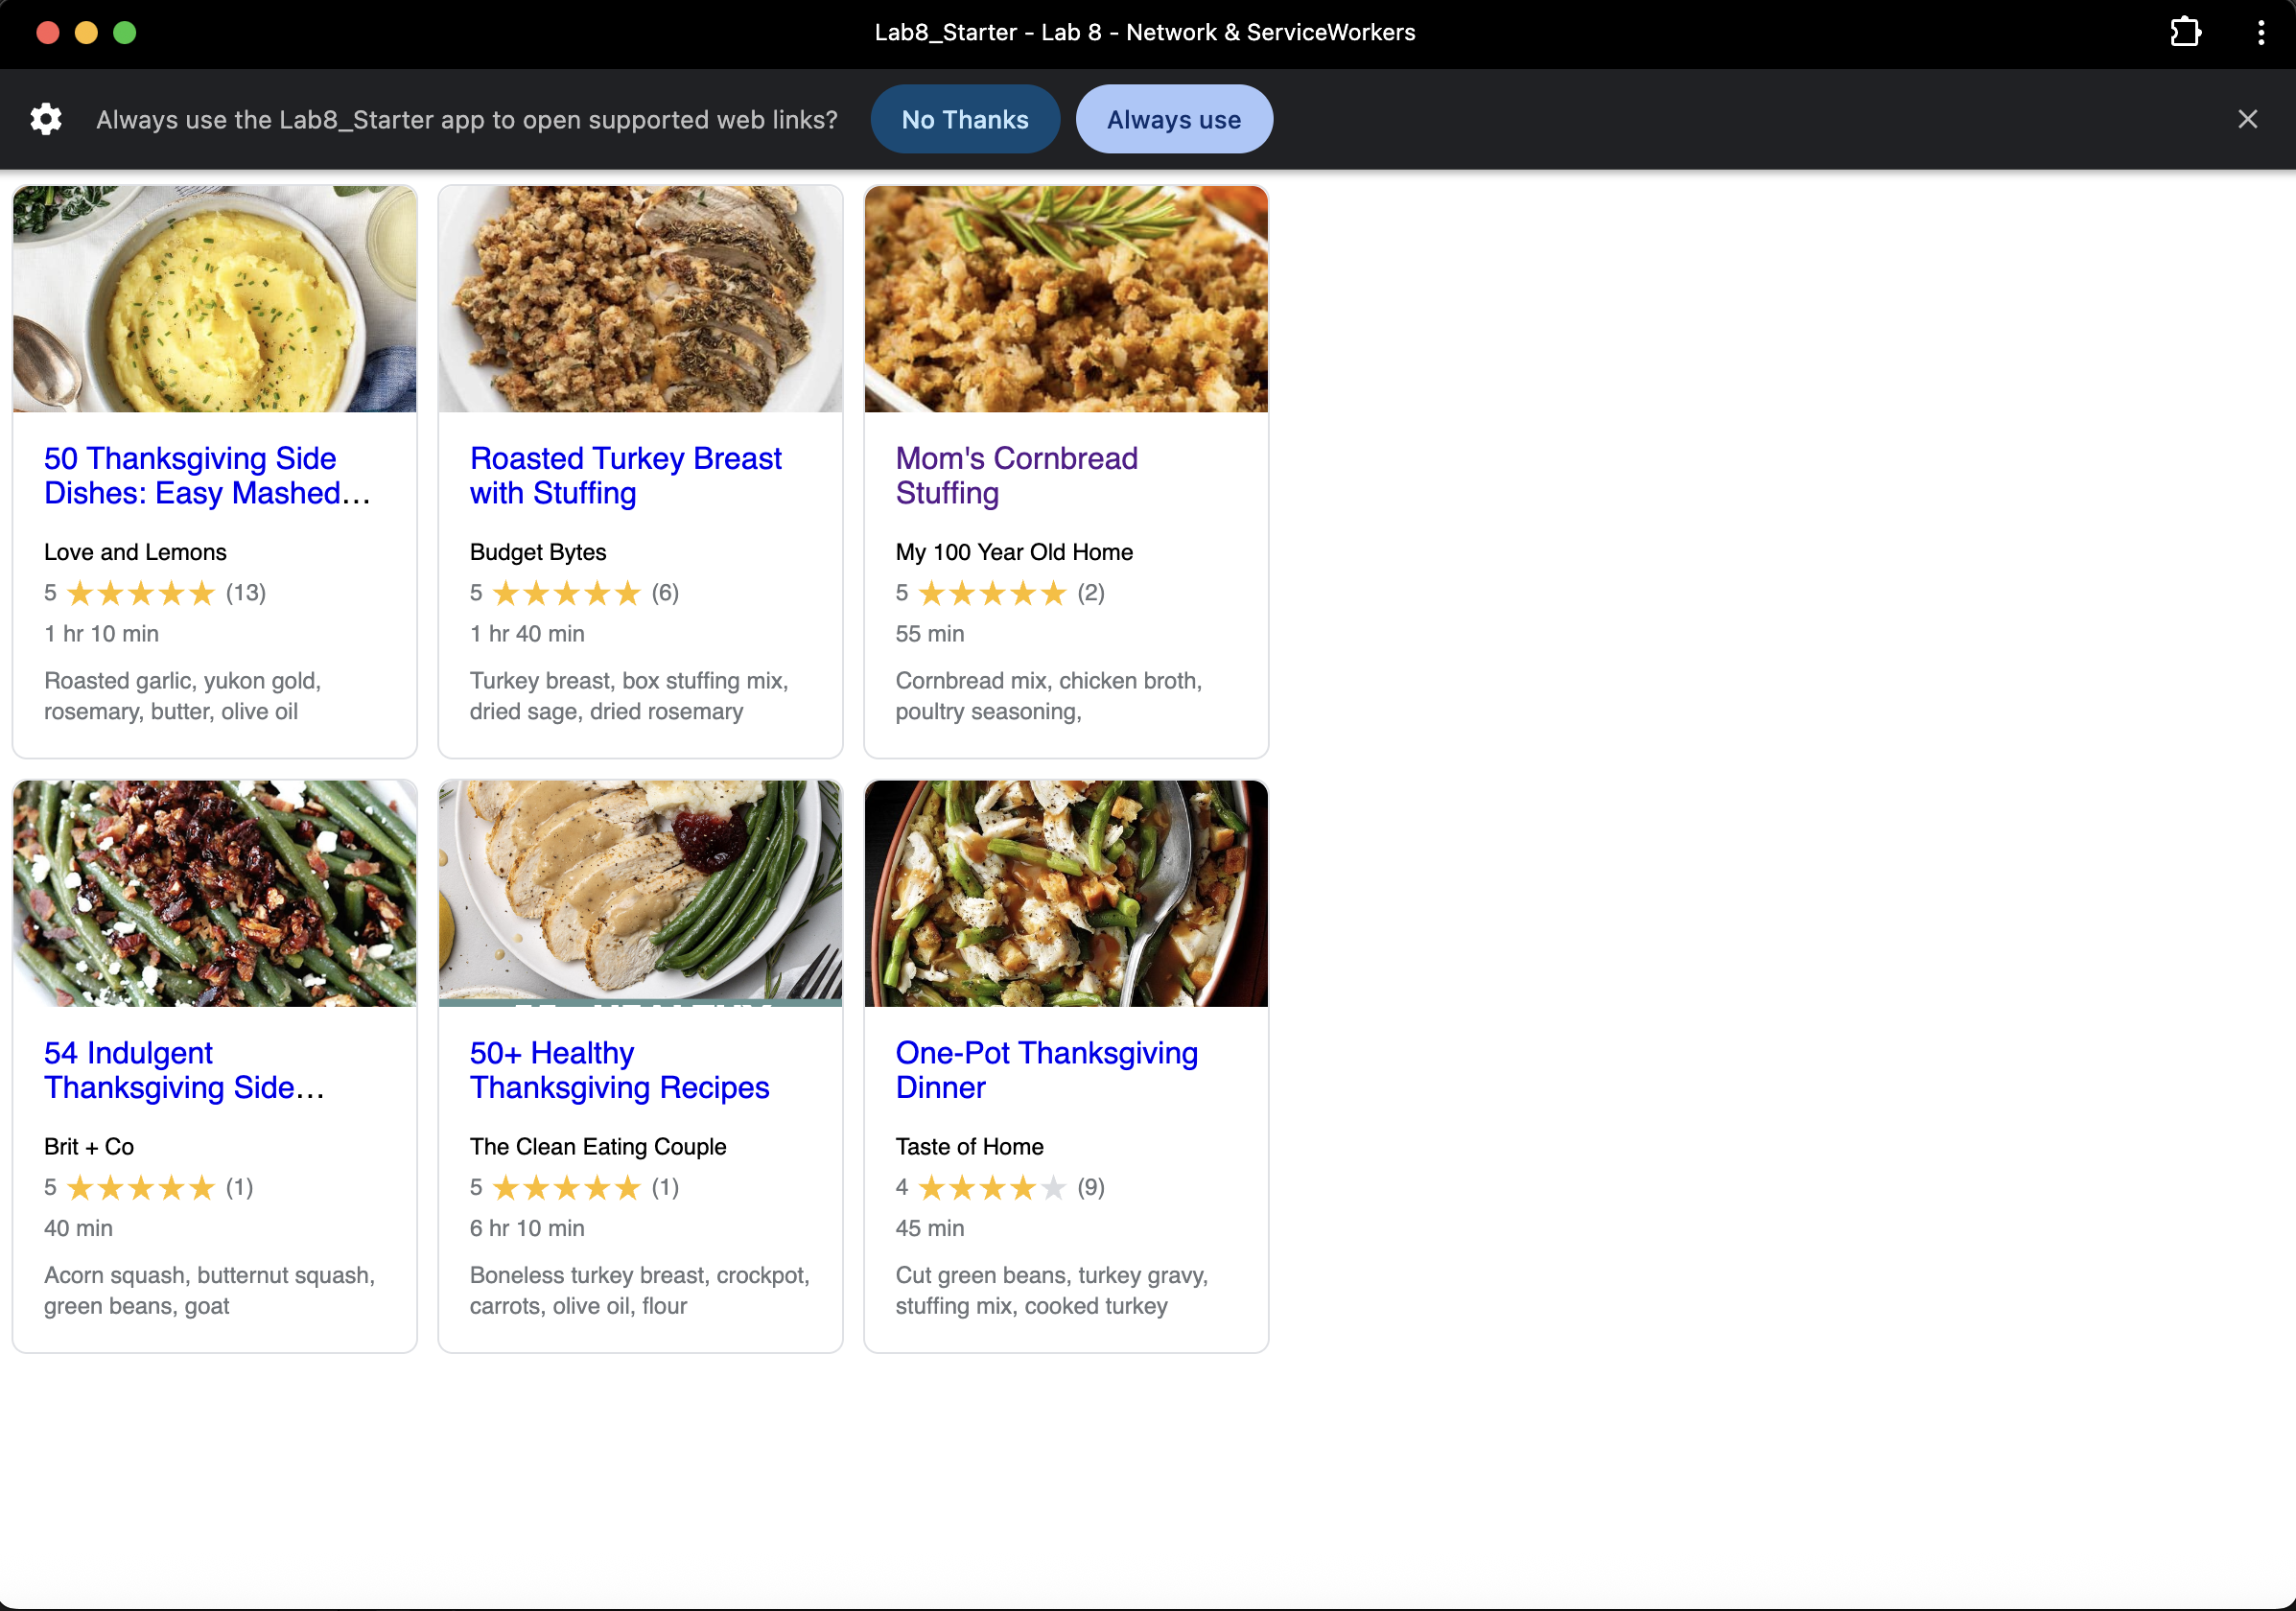 Lab8_Starter - Lab 8 - Network & ServiceWorkers
Always use the Lab8_Starter app to open supported web links?
No Thanks
Always use
50 Thanksgiving Side
Dishes: Easy Mashed…
Love and Lemons
5 ★★★★★ (13)
1 hr 10 min
Roasted garlic, yukon gold,
rosemary, butter, olive oil
Roasted Turkey Breast
with Stuffing
Budget Bytes
5 ★★★★★ (6)
1 hr 40 min
Turkey breast, box stuffing mix,
dried sage, dried rosemary
Mom's Cornbread
Stuffing
My 100 Year Old Home
5 ★★★★★ (2)
55 min
Cornbread mix, chicken broth,
poultry seasoning,
54 Indulgent
Thanksgiving Side…
Brit + Co
5 ★★★★★ (1)
40 min
Acorn squash, butternut squash,
green beans, goat
50+ Healthy
Thanksgiving Recipes
The Clean Eating Couple
5 ★★★★★ (1)
6 hr 10 min
Boneless turkey breast, crockpot,
carrots, olive oil, flour
One-Pot Thanksgiving
Dinner
Taste of Home
4 ★★★★★ (9)
45 min
Cut green beans, turkey gravy,
stuffing mix, cooked turkey